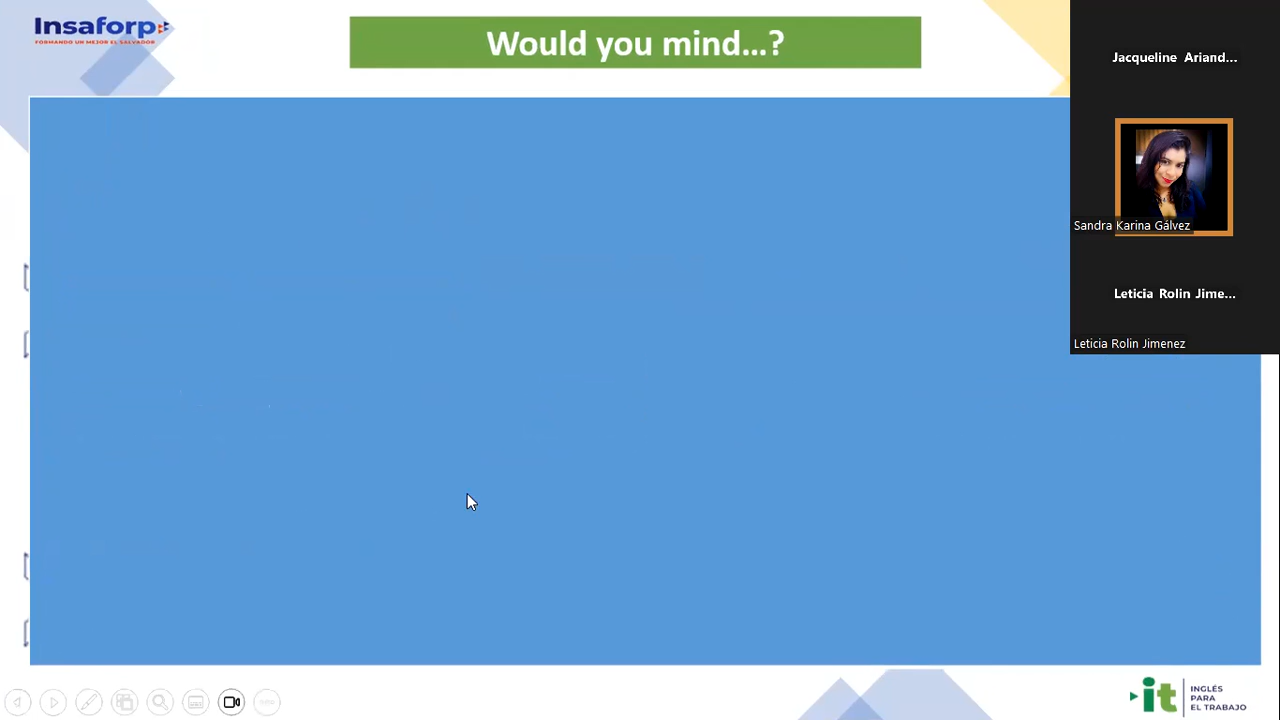 Insaforp
FORMANDO UN MEJOR EL SALVADOR
Would you mind...?
Jacqueline Ariand...
Sandra Karina Gálvez
Leticia Rolin Jime...
Leticia Rolin Jimenez
it
INGLÉS
PARA
EL TRABAJO